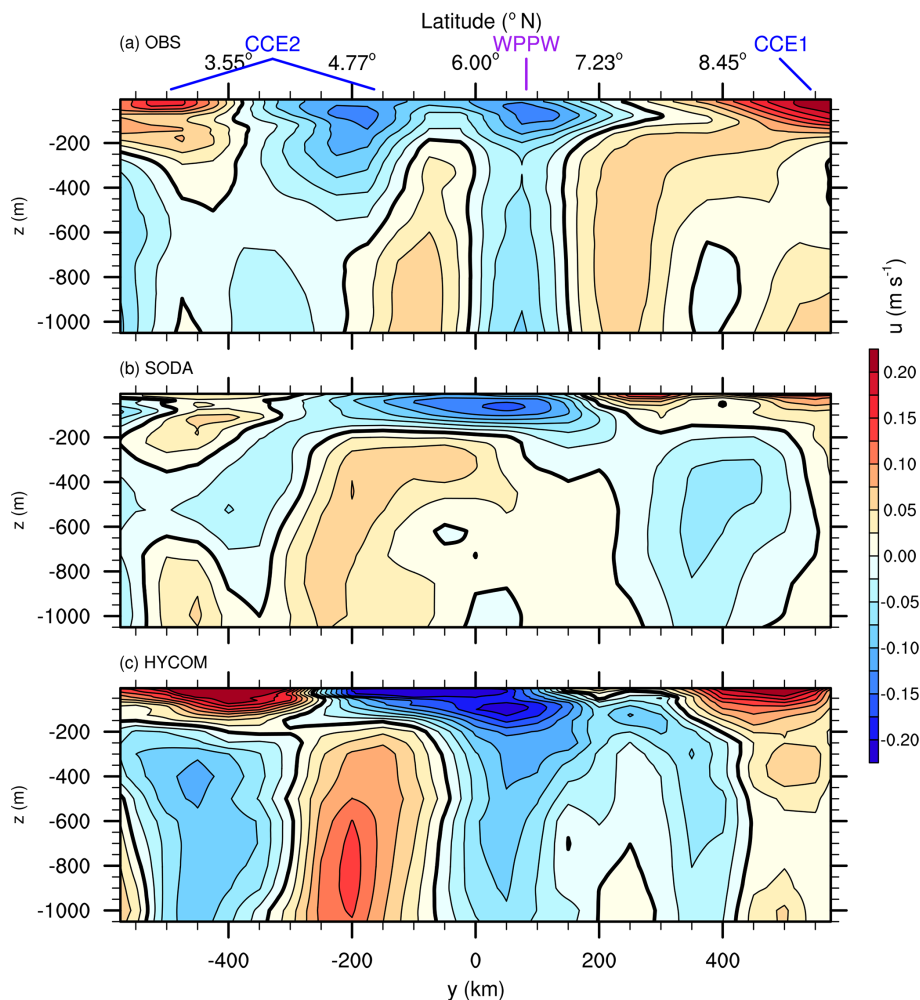 Latitude (° N)
(a) OBS CCE2 WPPW CCE1
3.55° 4.77° 6.00° 7.23° 8.45°
-200
-400
-600
-800
-1000
z (m)
(b) SODA
-200
-400
-600
-800
-1000
z (m)
(c) HYCOM
-200
-400
-600
-800
-1000
z (m)
-400 -200 0 200 400
y (km)
u (m s⁻¹)
0.20
0.15
0.10
0.05
0.00
-0.05
-0.10
-0.15
-0.20